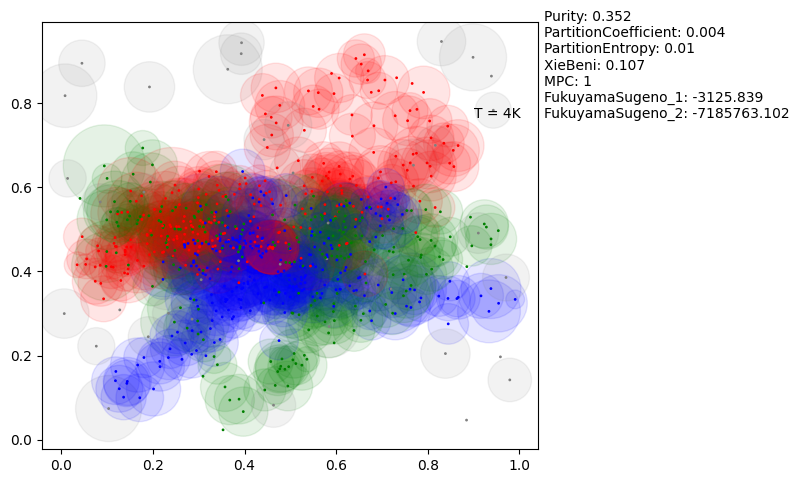 Purity: 0.352
PartitionCoefficient: 0.004
PartitionEntropy: 0.01
XieBeni: 0.107
MPC: 1
FukuyamaSugeno_1: -3125.839
FukuyamaSugeno_2: -7185763.102
T = 4K
0.8
0.6
0.4
0.2
0.0
0.0 0.2 0.4 0.6 0.8 1.0